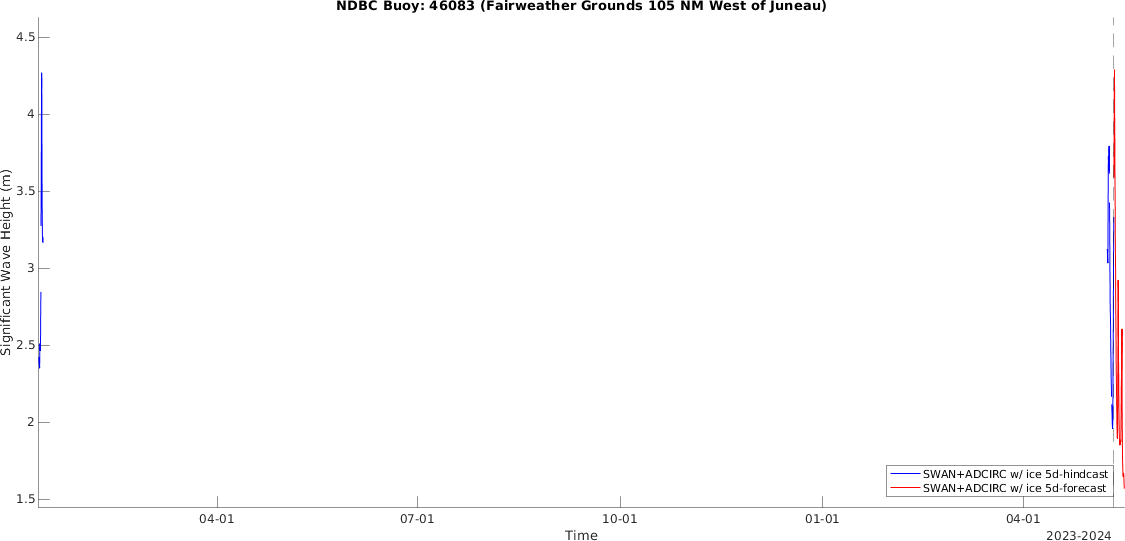 NDBC Buoy: 46083 (Fairweather Grounds 105 NM West of Juneau)
Significant Wave Height (m)
4.5
4
3.5
3
2.5
2
1.5
SWAN+ADCIRC w/ ice 5d-hindcast
SWAN+ADCIRC w/ ice 5d-forecast
04-01 07-01 10-01 01-01 04-01
Time
2023-2024